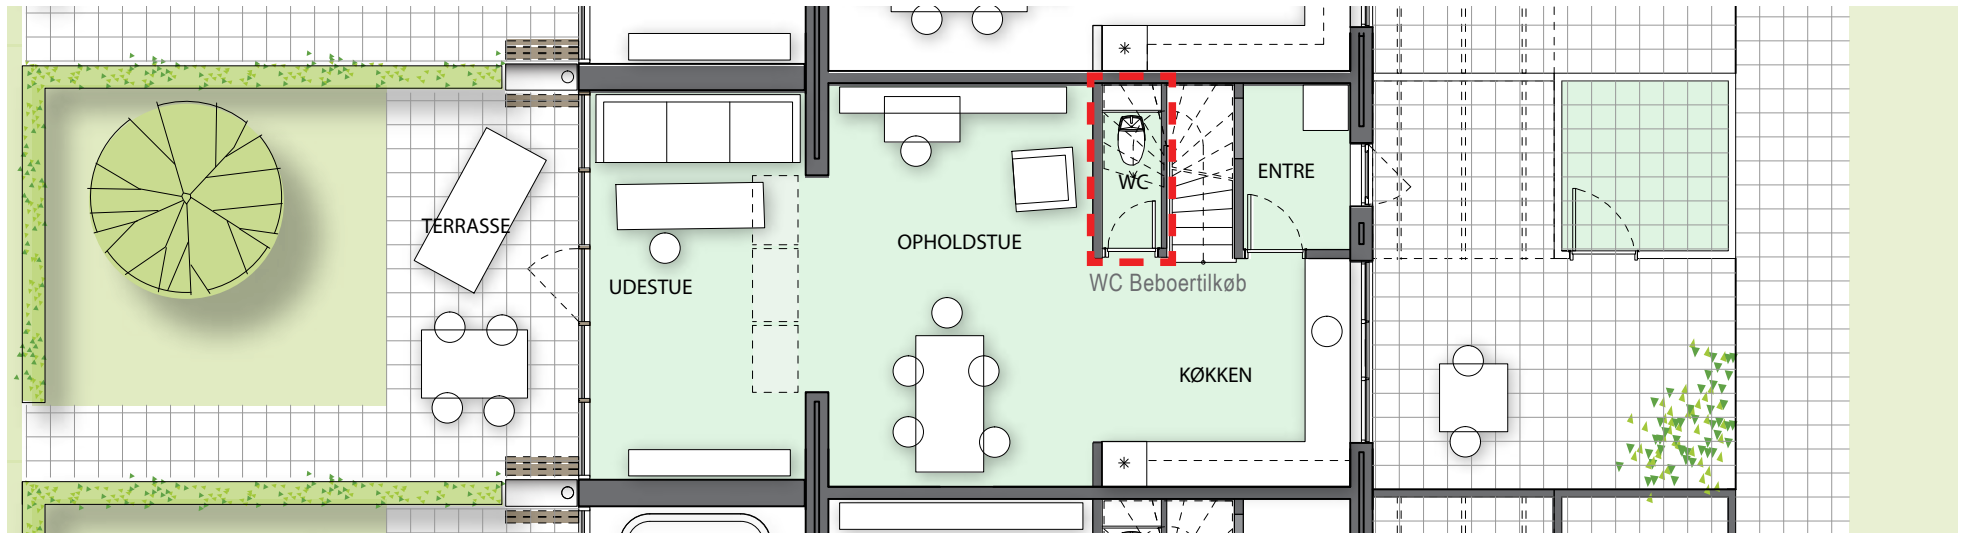 TERRASSE
UDESTUE
OPHOLDSTUE
WC
ENTRE
WC Beboertilkøb
KØKKEN